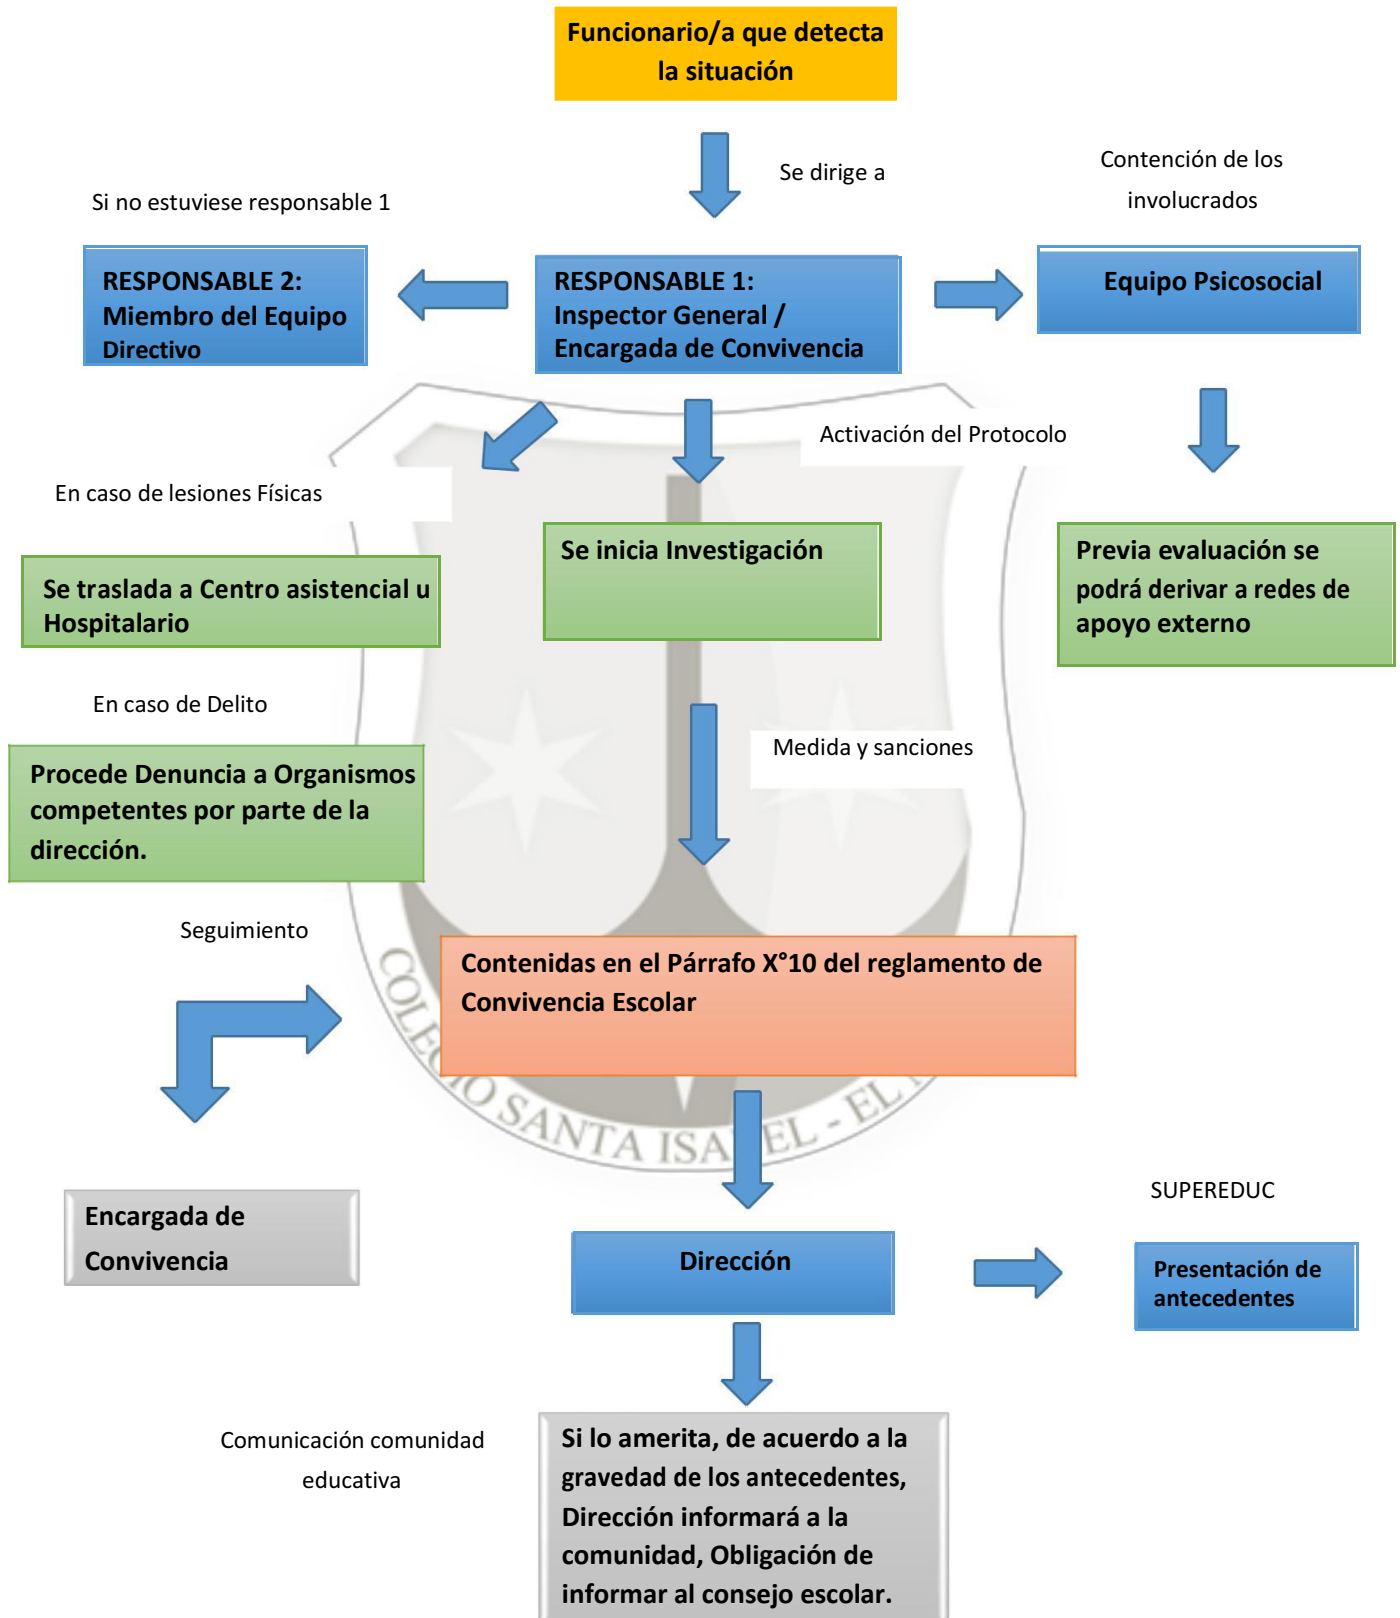 Funcionario/a que detecta
la situación
Se dirige a
Contención de los
involucrados
Si no estuviese responsable 1
RESPONSABLE 2:
Miembro del Equipo
Directivo
RESPONSABLE 1:
Inspector General /
Encargada de Convivencia
Equipo Psicosocial
Activación del Protocolo
En caso de lesiones Físicas
Se traslada a Centro asistencial u
Hospitalario
Se inicia Investigación
Previa evaluación se
podrá derivar a redes de
apoyo externo
En caso de Delito
Procede Denuncia a Organismos
competentes por parte de la
dirección.
Medida y sanciones
Seguimiento
Contenidas en el Párrafo X°10 del reglamento de
Convivencia Escolar
COLEGIO SANTA ISABEL - EL
Encargada de
Convivencia
Dirección
SUPEREDUC
Presentación de
antecedentes
Comunicación comunidad
educativa
Si lo amerita, de acuerdo a la
gravedad de los antecedentes,
Dirección informará a la
comunidad, Obligación de
informar al consejo escolar.